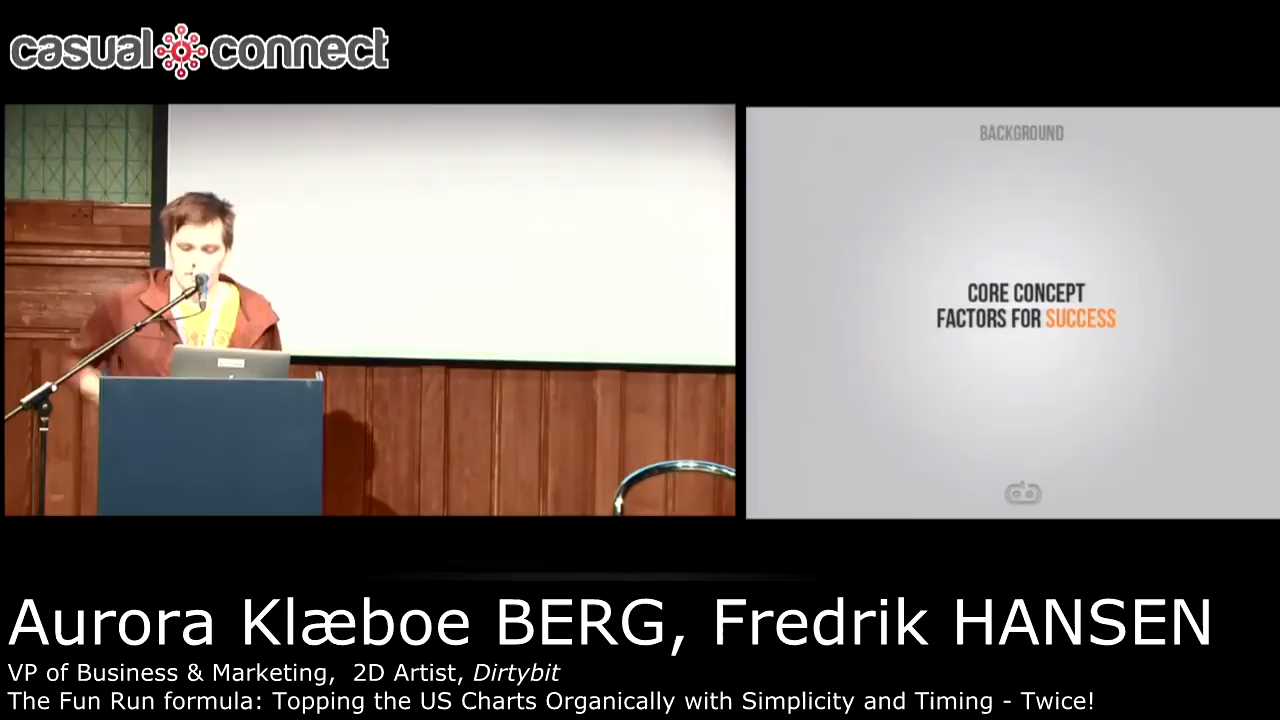 casual connect
BACKGROUND
CORE CONCEPT
FACTORS FOR SUCCESS
Aurora Klæboe BERG, Fredrik HANSEN
VP of Business & Marketing,  2D Artist, Dirtybit
The Fun Run formula: Topping the US Charts Organically with Simplicity and Timing - Twice!